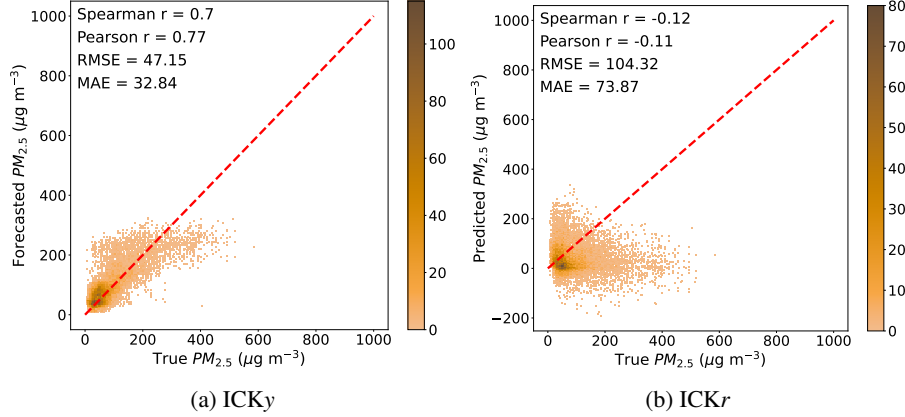 Spearman r = 0.7
Pearson r = 0.77
RMSE = 47.15
MAE = 32.84
1000
800
600
400
200
0
Forecasted PM2.5 (μg m−3)
0 200 400 600 800 1000
True PM2.5 (μg m−3)
100
80
60
40
20
0
(a) ICKy
Spearman r = -0.12
Pearson r = -0.11
RMSE = 104.32
MAE = 73.87
1000
800
600
400
200
0
−200
Predicted PM2.5 (μg m−3)
0 200 400 600 800 1000
True PM2.5 (μg m−3)
80
70
60
50
40
30
20
10
0
(b) ICKr